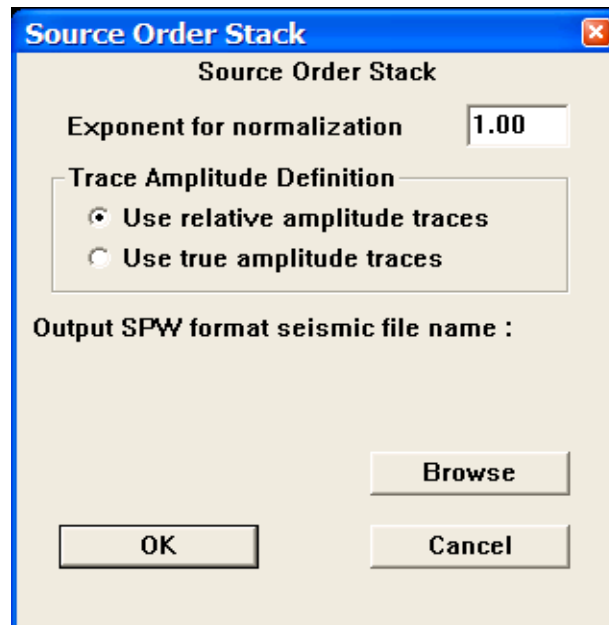 Source Order Stack
Source Order Stack
Exponent for normalization 1.00
Trace Amplitude Definition
Use relative amplitude traces
Use true amplitude traces
Output SPW format seismic file name :
Browse
OK Cancel